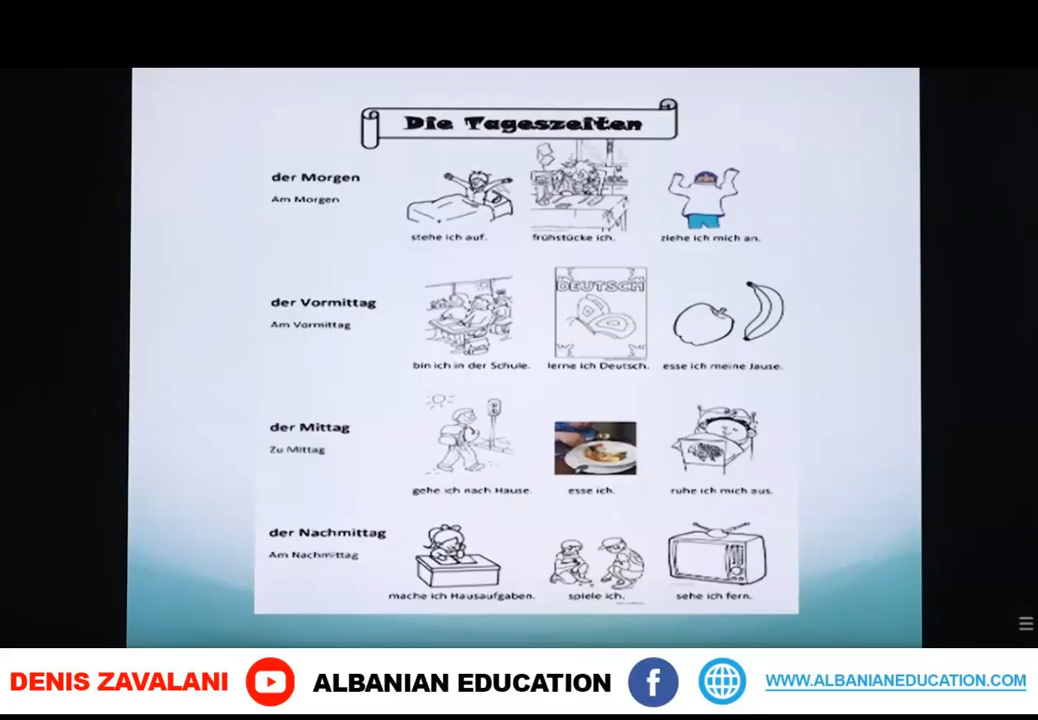 Die Tageszeiten
der Morgen
Am Morgen
stehe ich auf.
frühstücke ich.
ziehe ich mich an.
der Vormittag
Am Vormittag
DEUTSCH
bin ich in der Schule.
lerne ich Deutsch.
esse ich meine Jause.
der Mittag
Zu Mittag
gehe ich nach Hause.
esse ich.
ruhe ich mich aus.
der Nachmittag
Am Nachmittag
mache ich Hausaufgaben.
spiele ich.
sehe ich fern.
DENIS ZAVALANI
ALBANIAN EDUCATION
f
WWW.ALBANIANEDUCATION.COM